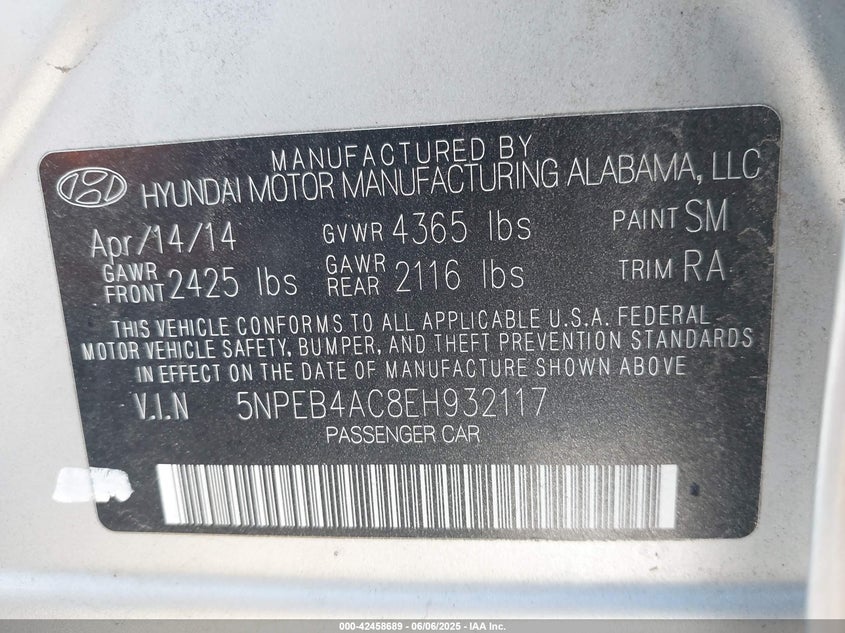 MANUFACTURED BY
HYUNDAI MOTOR MANUFACTURING ALABAMA, LLC
Apr/14/14 GVWR 4365 lbs PAINT SM
GAWR FRONT 2425 lbs GAWR REAR 2116 lbs TRIM RA
THIS VEHICLE CONFORMS TO ALL APPLICABLE U.S.A. FEDERAL
MOTOR VEHICLE SAFETY, BUMPER, AND THEFT PREVENTION STANDARDS
IN EFFECT ON THE DATE OF MANUFACTURE SHOWN ABOVE
V.I.N 5NPEB4AC8EH932117
PASSENGER CAR
000-42458689 - 06/06/2025 - IAA Inc.